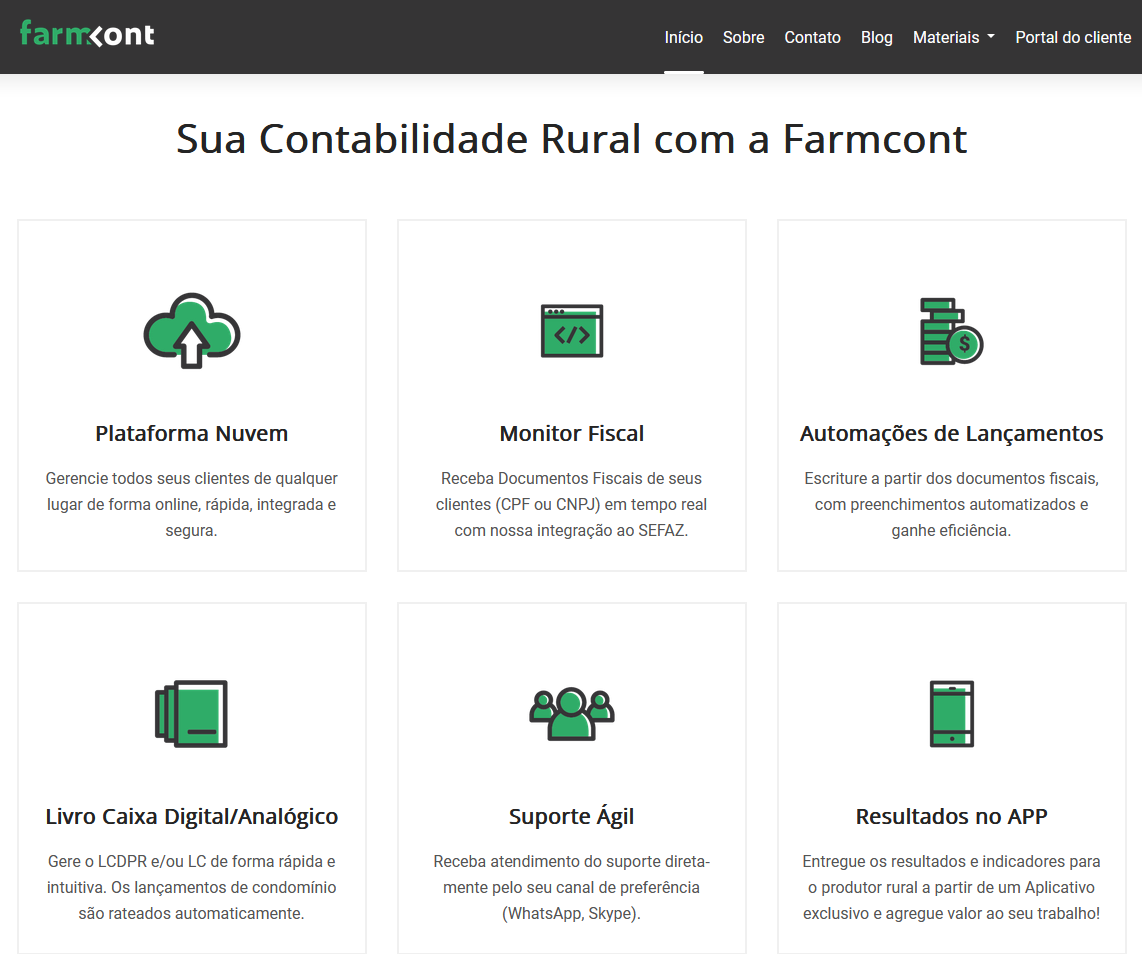 farmcont
Início Sobre Contato Blog Materiais Portal do cliente
Sua Contabilidade Rural com a Farmcont
</>
$
Plataforma Nuvem
Gerencie todos seus clientes de qualquer
lugar de forma online, rápida, integrada e
segura.
Monitor Fiscal
Receba Documentos Fiscais de seus
clientes (CPF ou CNPJ) em tempo real
com nossa integração ao SEFAZ.
Automações de Lançamentos
Escriture a partir dos documentos fiscais,
com preenchimentos automatizados e
ganhe eficiência.
Livro Caixa Digital/Analógico
Gere o LCDPR e/ou LC de forma rápida e
intuitiva. Os lançamentos de condomínio
são rateados automaticamente.
Suporte Ágil
Receba atendimento do suporte direta-
mente pelo seu canal de preferência
(WhatsApp, Skype).
Resultados no APP
Entregue os resultados e indicadores para
o produtor rural a partir de um Aplicativo
exclusivo e agregue valor ao seu trabalho!